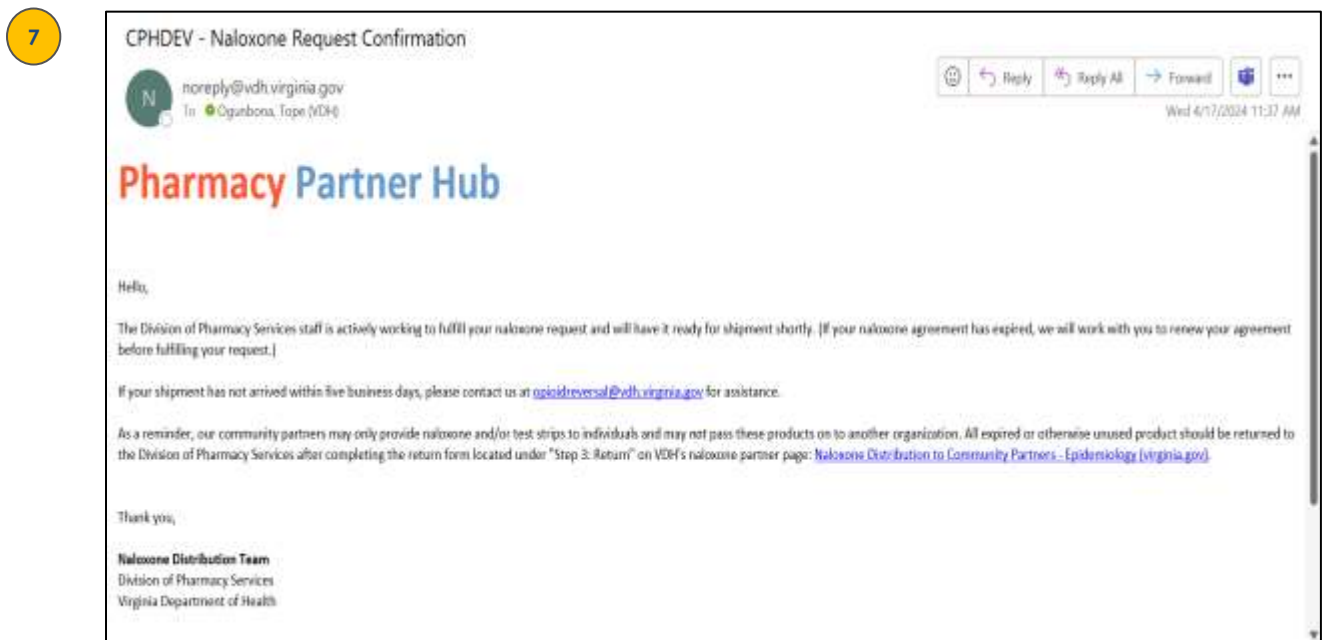 7
CPHDEV - Naloxone Request Confirmation
N
noreply@vdh.virginia.gov
To Ogunbona, Tope (VDH)
Reply
Reply All
Forward
Wed 4/17/2024 11:37 AM
Pharmacy Partner Hub
Hello,
The Division of Pharmacy Services staff is actively working to fulfill your naloxone request and will have it ready for shipment shortly. (If your naloxone agreement has expired, we will work with you to renew your agreement
before fulfilling your request.)
If your shipment has not arrived within five business days, please contact us at opioidreversal@vdh.virginia.gov for assistance.
As a reminder, our community partners may only provide naloxone and/or test strips to individuals and may not pass these products on to another organization. All expired or otherwise unused product should be returned to
the Division of Pharmacy Services after completing the return form located under "Step 3: Return" on VDH's naloxone partner page: Naloxone Distribution to Community Partners - Epidemiology (virginia.gov).
Thank you,
Naloxone Distribution Team
Division of Pharmacy Services
Virginia Department of Health